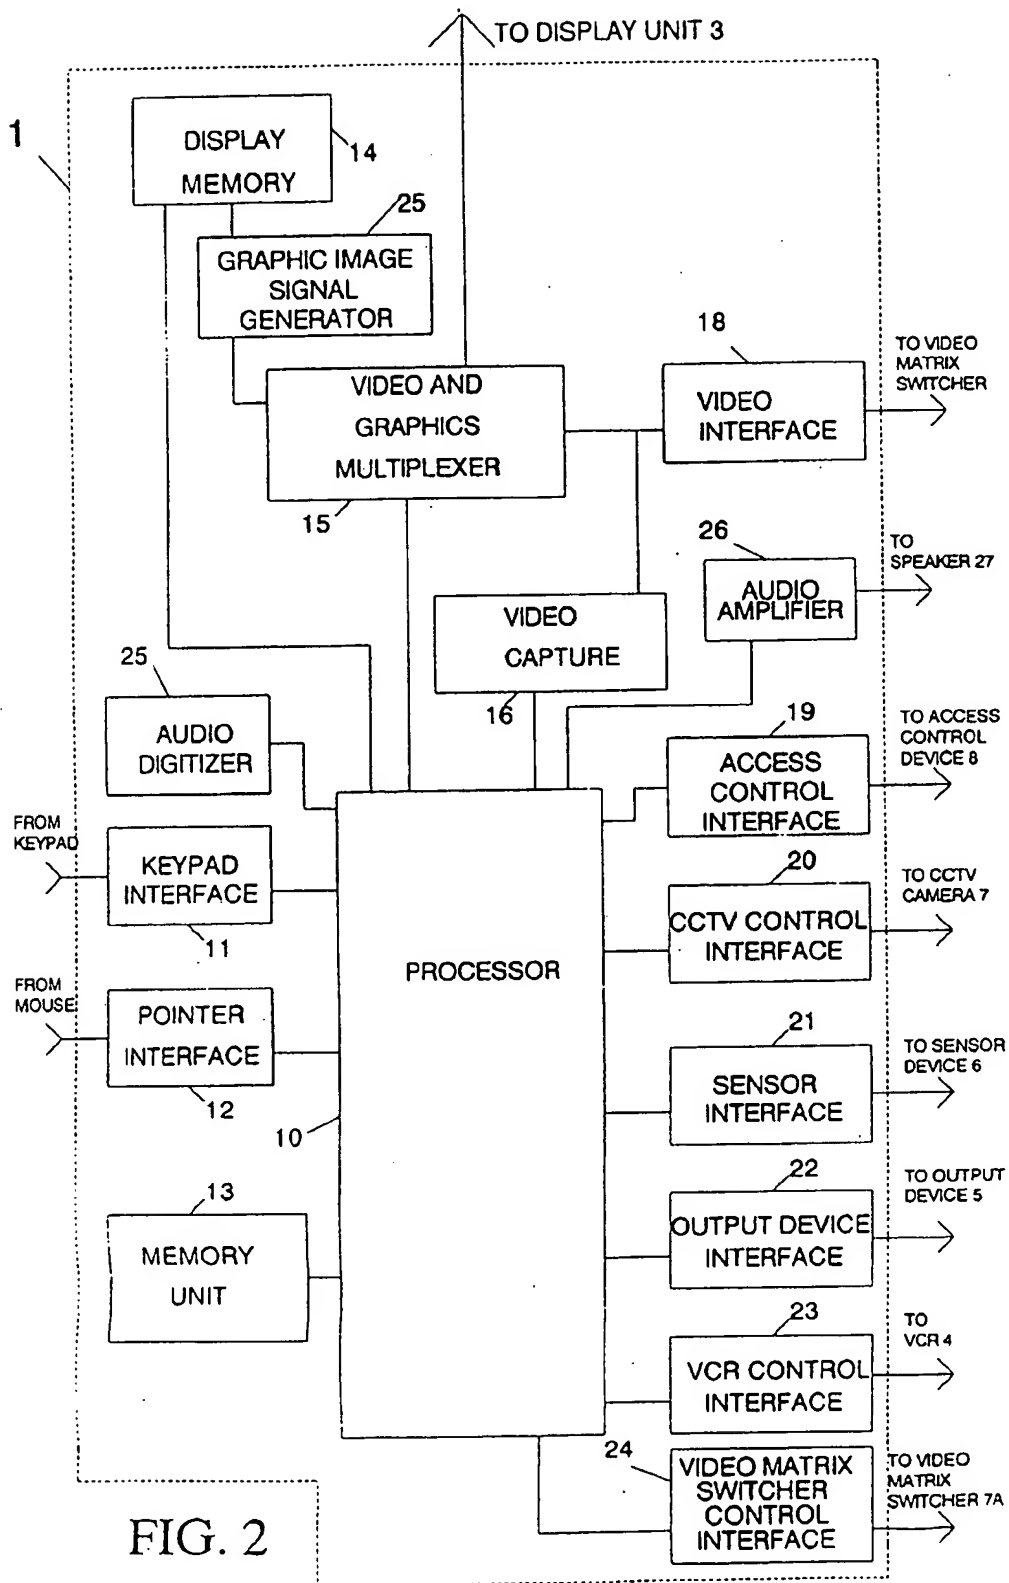 TO DISPLAY UNIT 3
1
DISPLAY
MEMORY
14
25
GRAPHIC IMAGE
SIGNAL
GENERATOR
18
TO VIDEO
MATRIX
SWITCHER
VIDEO AND
GRAPHICS
MULTIPLEXER
VIDEO
INTERFACE
15
26
TO
SPEAKER 27
AUDIO
AMPLIFIER
VIDEO
CAPTURE
16
25
AUDIO
DIGITIZER
19
TO ACCESS
CONTROL
DEVICE 8
ACCESS
CONTROL
INTERFACE
FROM
KEYPAD
KEYPAD
INTERFACE
11
20
TO CCTV
CAMERA 7
CCTV CONTROL
INTERFACE
PROCESSOR
FROM
MOUSE
POINTER
INTERFACE
12
10
21
TO SENSOR
DEVICE 6
SENSOR
INTERFACE
13
MEMORY
UNIT
22
TO OUTPUT
DEVICE 5
OUTPUT DEVICE
INTERFACE
23
TO
VCR 4
VCR CONTROL
INTERFACE
24
VIDEO MATRIX
SWITCHER
CONTROL
INTERFACE
TO VIDEO
MATRIX
SWITCHER 7A
FIG. 2